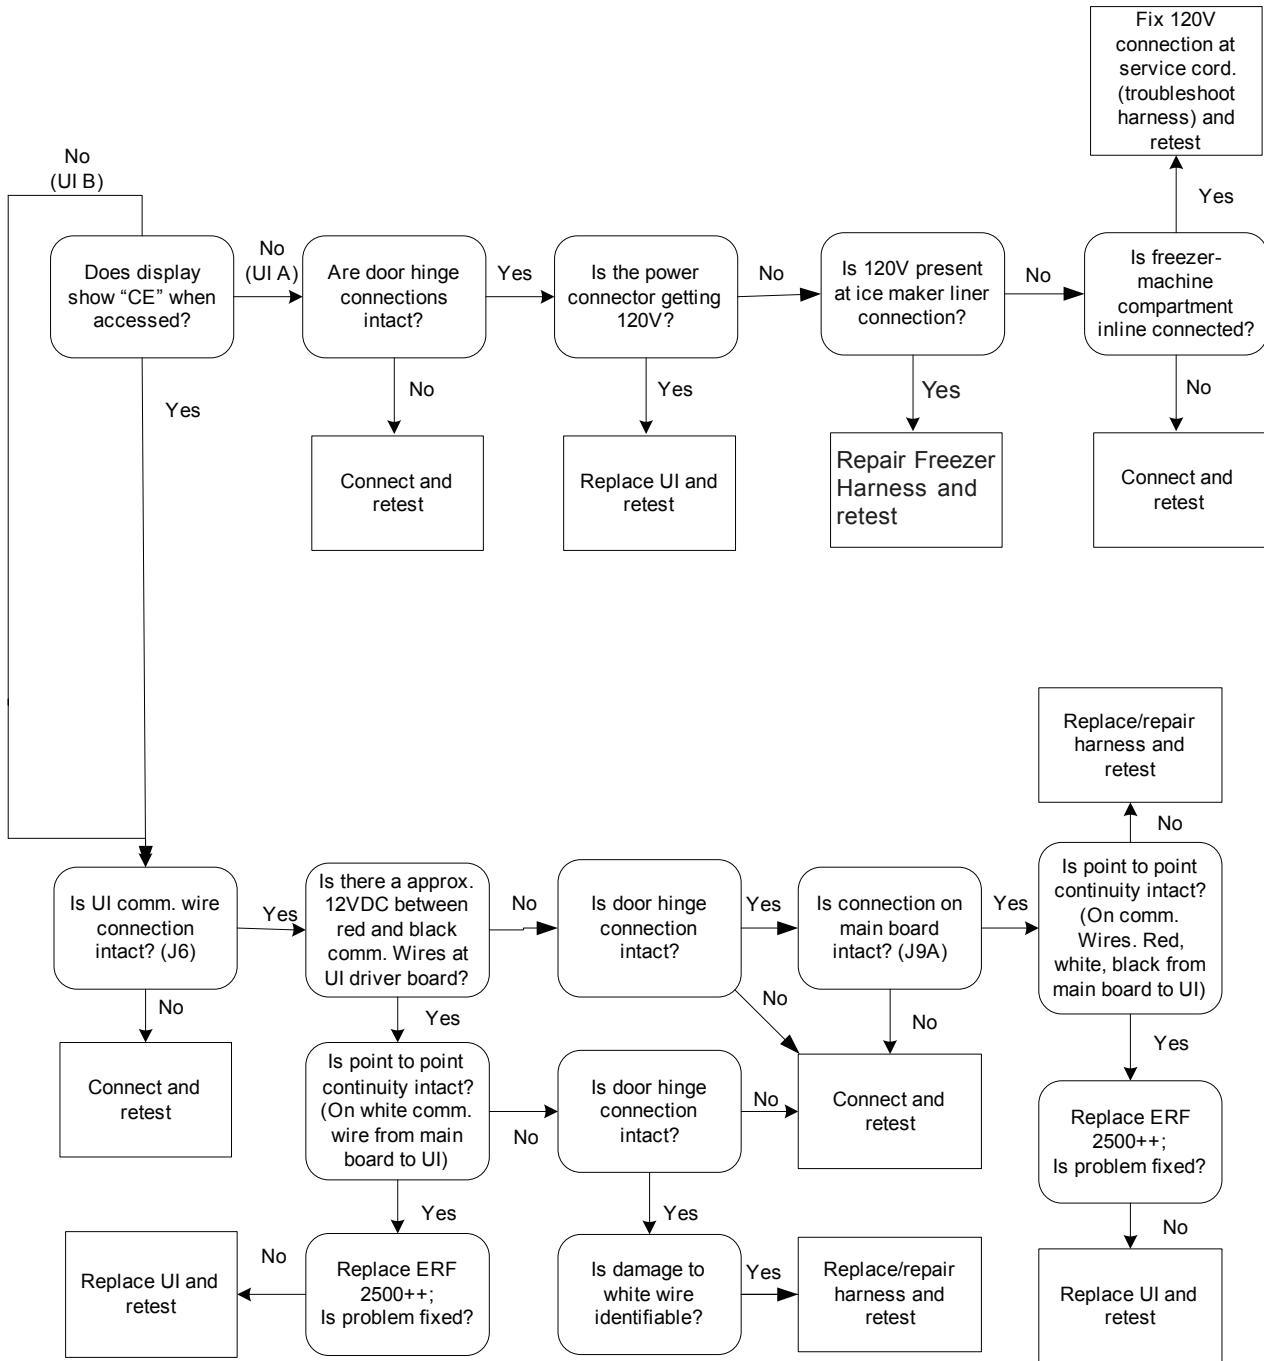 Fix 120V
connection at
service cord.
(troubleshoot
harness) and
retest
No
(UI B)
Yes
Does display
show “CE” when
accessed?
No
(UI A)
Are door hinge
connections
intact?
Yes
Is the power
connector getting
120V?
No
Is 120V present
at ice maker liner
connection?
No
Is freezer-
machine
compartment
inline connected?
Yes
No
Yes
Yes
No
Connect and
retest
Replace UI and
retest
Repair Freezer
Harness and
retest
Connect and
retest
Replace/repair
harness and
retest
No
Is UI comm. wire
connection
intact? (J6)
Yes
Is there a approx.
12VDC between
red and black
comm. Wires at
UI driver board?
No
Is door hinge
connection
intact?
Yes
Is connection on
main board
intact? (J9A)
Yes
Is point to point
continuity intact?
(On comm.
Wires. Red,
white, black from
main board to UI)
No
Yes
No
No
Yes
Connect and
retest
Is point to point
continuity intact?
(On white comm.
wire from main
board to UI)
No
Is door hinge
connection
intact?
No
Connect and
retest
Replace ERF
2500++;
Is problem fixed?
Yes
Yes
No
Replace UI and
retest
No
Replace ERF
2500++;
Is problem fixed?
Is damage to
white wire
identifiable?
Yes
Replace/repair
harness and
retest
Replace UI and
retest